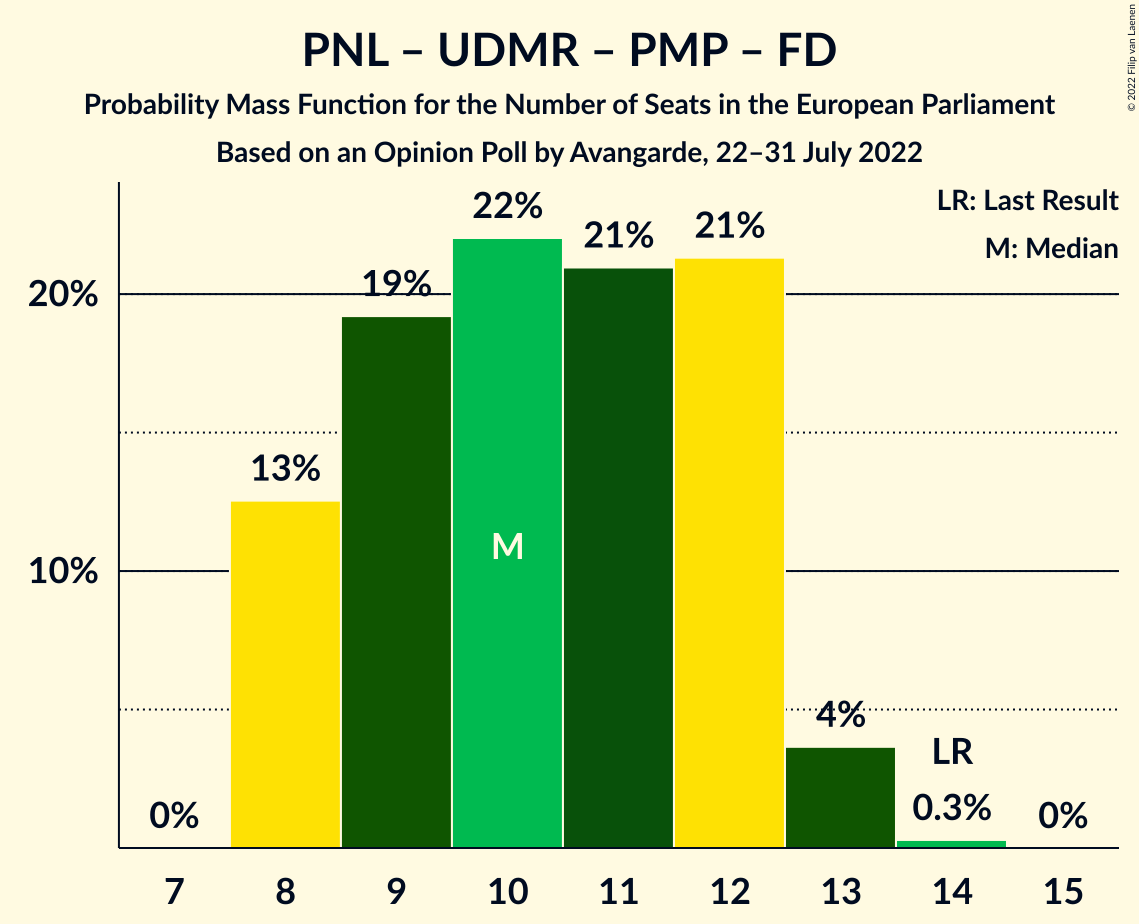 PNL – UDMR – PMP – FD
Probability Mass Function for the Number of Seats in the European Parliament
Based on an Opinion Poll by Avangarde, 22–31 July 2022
© 2022 Filip van Laenen
LR: Last Result
M: Median
20%
10%
0%
13%
19%
22%
21%
21%
4%
LR
0.3%
0%
M
7 8 9 10 11 12 13 14 15